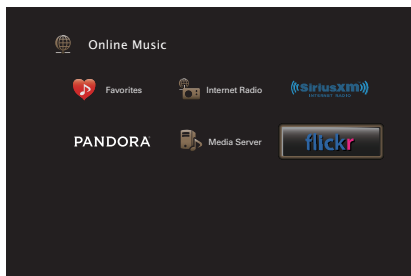 Online Music
Favorites Internet Radio ((SiriusXM))
INTERNET RADIO
PANDORA Media Server flickr